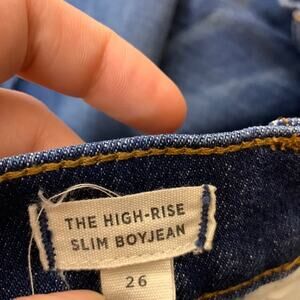 THE HIGH-RISE
SLIM BOYJEAN
26